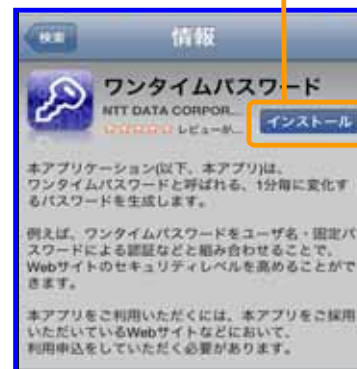 検索
情報
ワンタイムパスワード
NTT DATA CORPOR...
レビューが...
インストール
本アプリケーション(以下、本アプリ)は、
ワンタイムパスワードと呼ばれる、1分毎に変化す
るパスワードを生成します。
例えば、ワンタイムパスワードをユーザ名・固定パ
スワードによる認証などと組み合わせることで、
Webサイトのセキュリティレベルを高めることがで
きます。
本アプリをご利用いただくには、本アプリをご採用
いただいているWebサイトなどにおいて、
利用申込をしていただく必要があります。